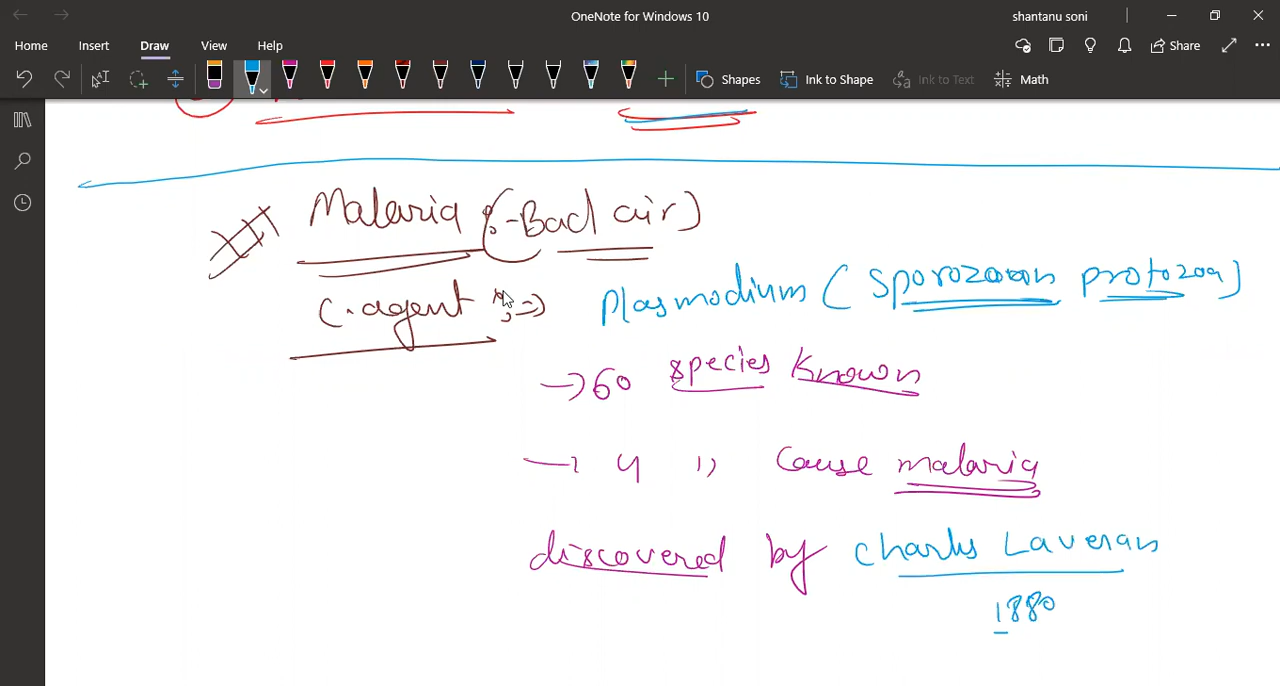 OneNote for Windows 10
shantanu soni
Home Insert Draw View Help
Share
Shapes Ink to Shape Ink to Text Math
Malaria (:-Bad air)
C. agent :=> Plasmodium (Sporozoan protozoa)
→ 60 species known
→ 4 " cause malaria
discovered by Charles Laveran
1880